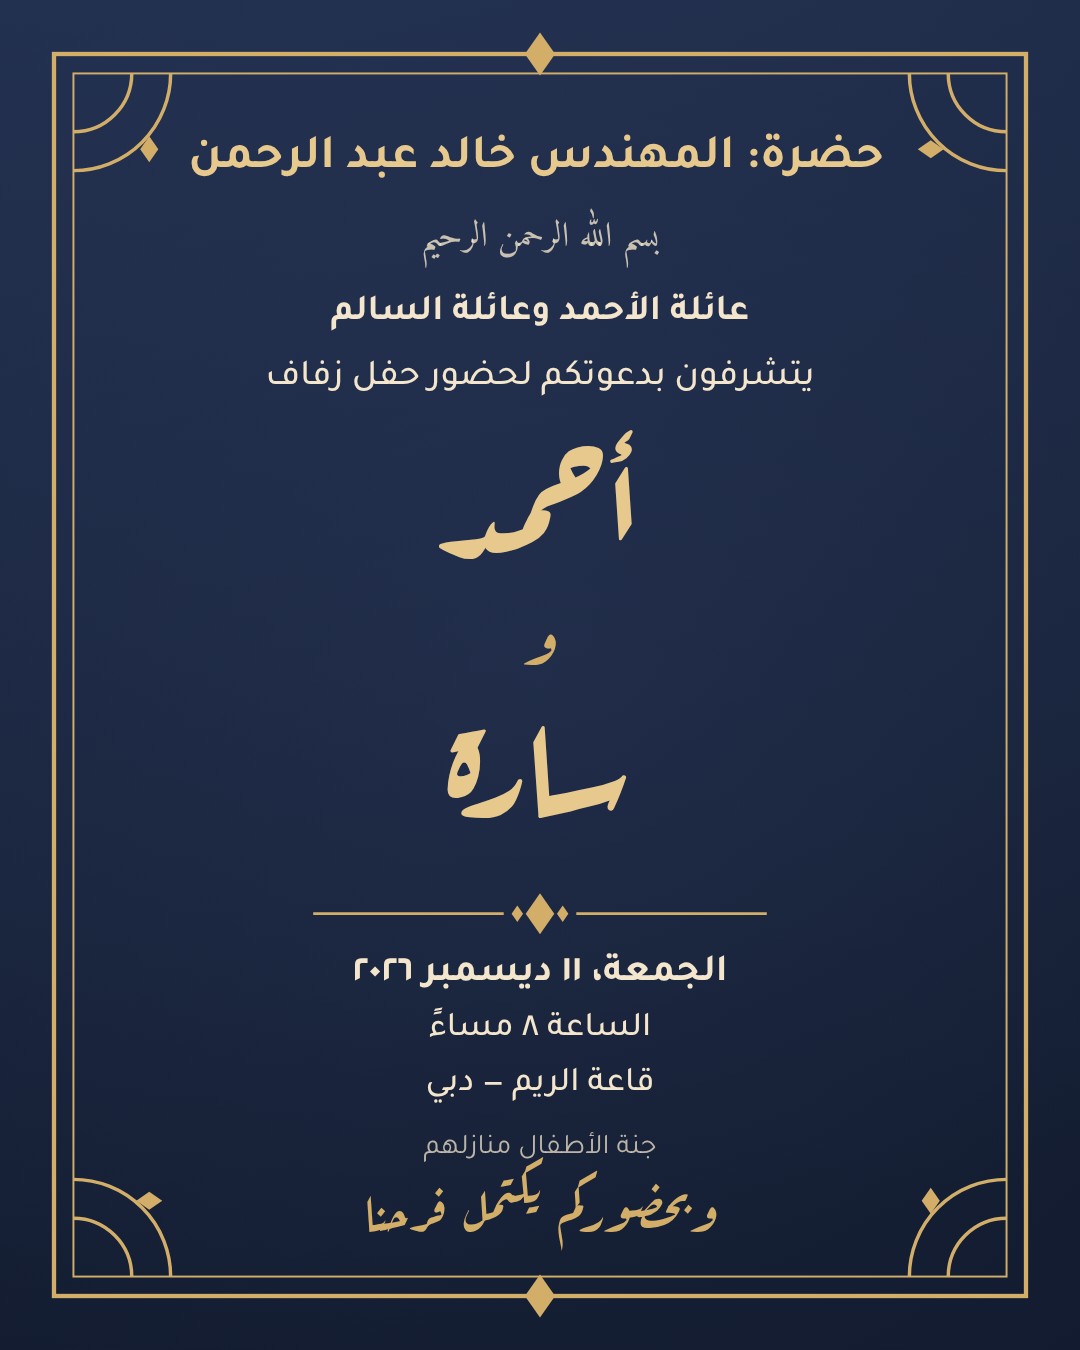 حضرة: المهندس خالد عبد الرحمن
بسم الله الرحمن الرحيم
عائلة الأحمد وعائلة السالم
يتشرفون بدعوتكم لحضور حفل زفاف
أحمد
و
سارة
الجمعة، ١١ ديسمبر ٢٠٢٦
الساعة ٨ مساءً
قاعة الريم – دبي
جنة الأطفال منازلهم
وبحضوركم يكتمل فرحنا